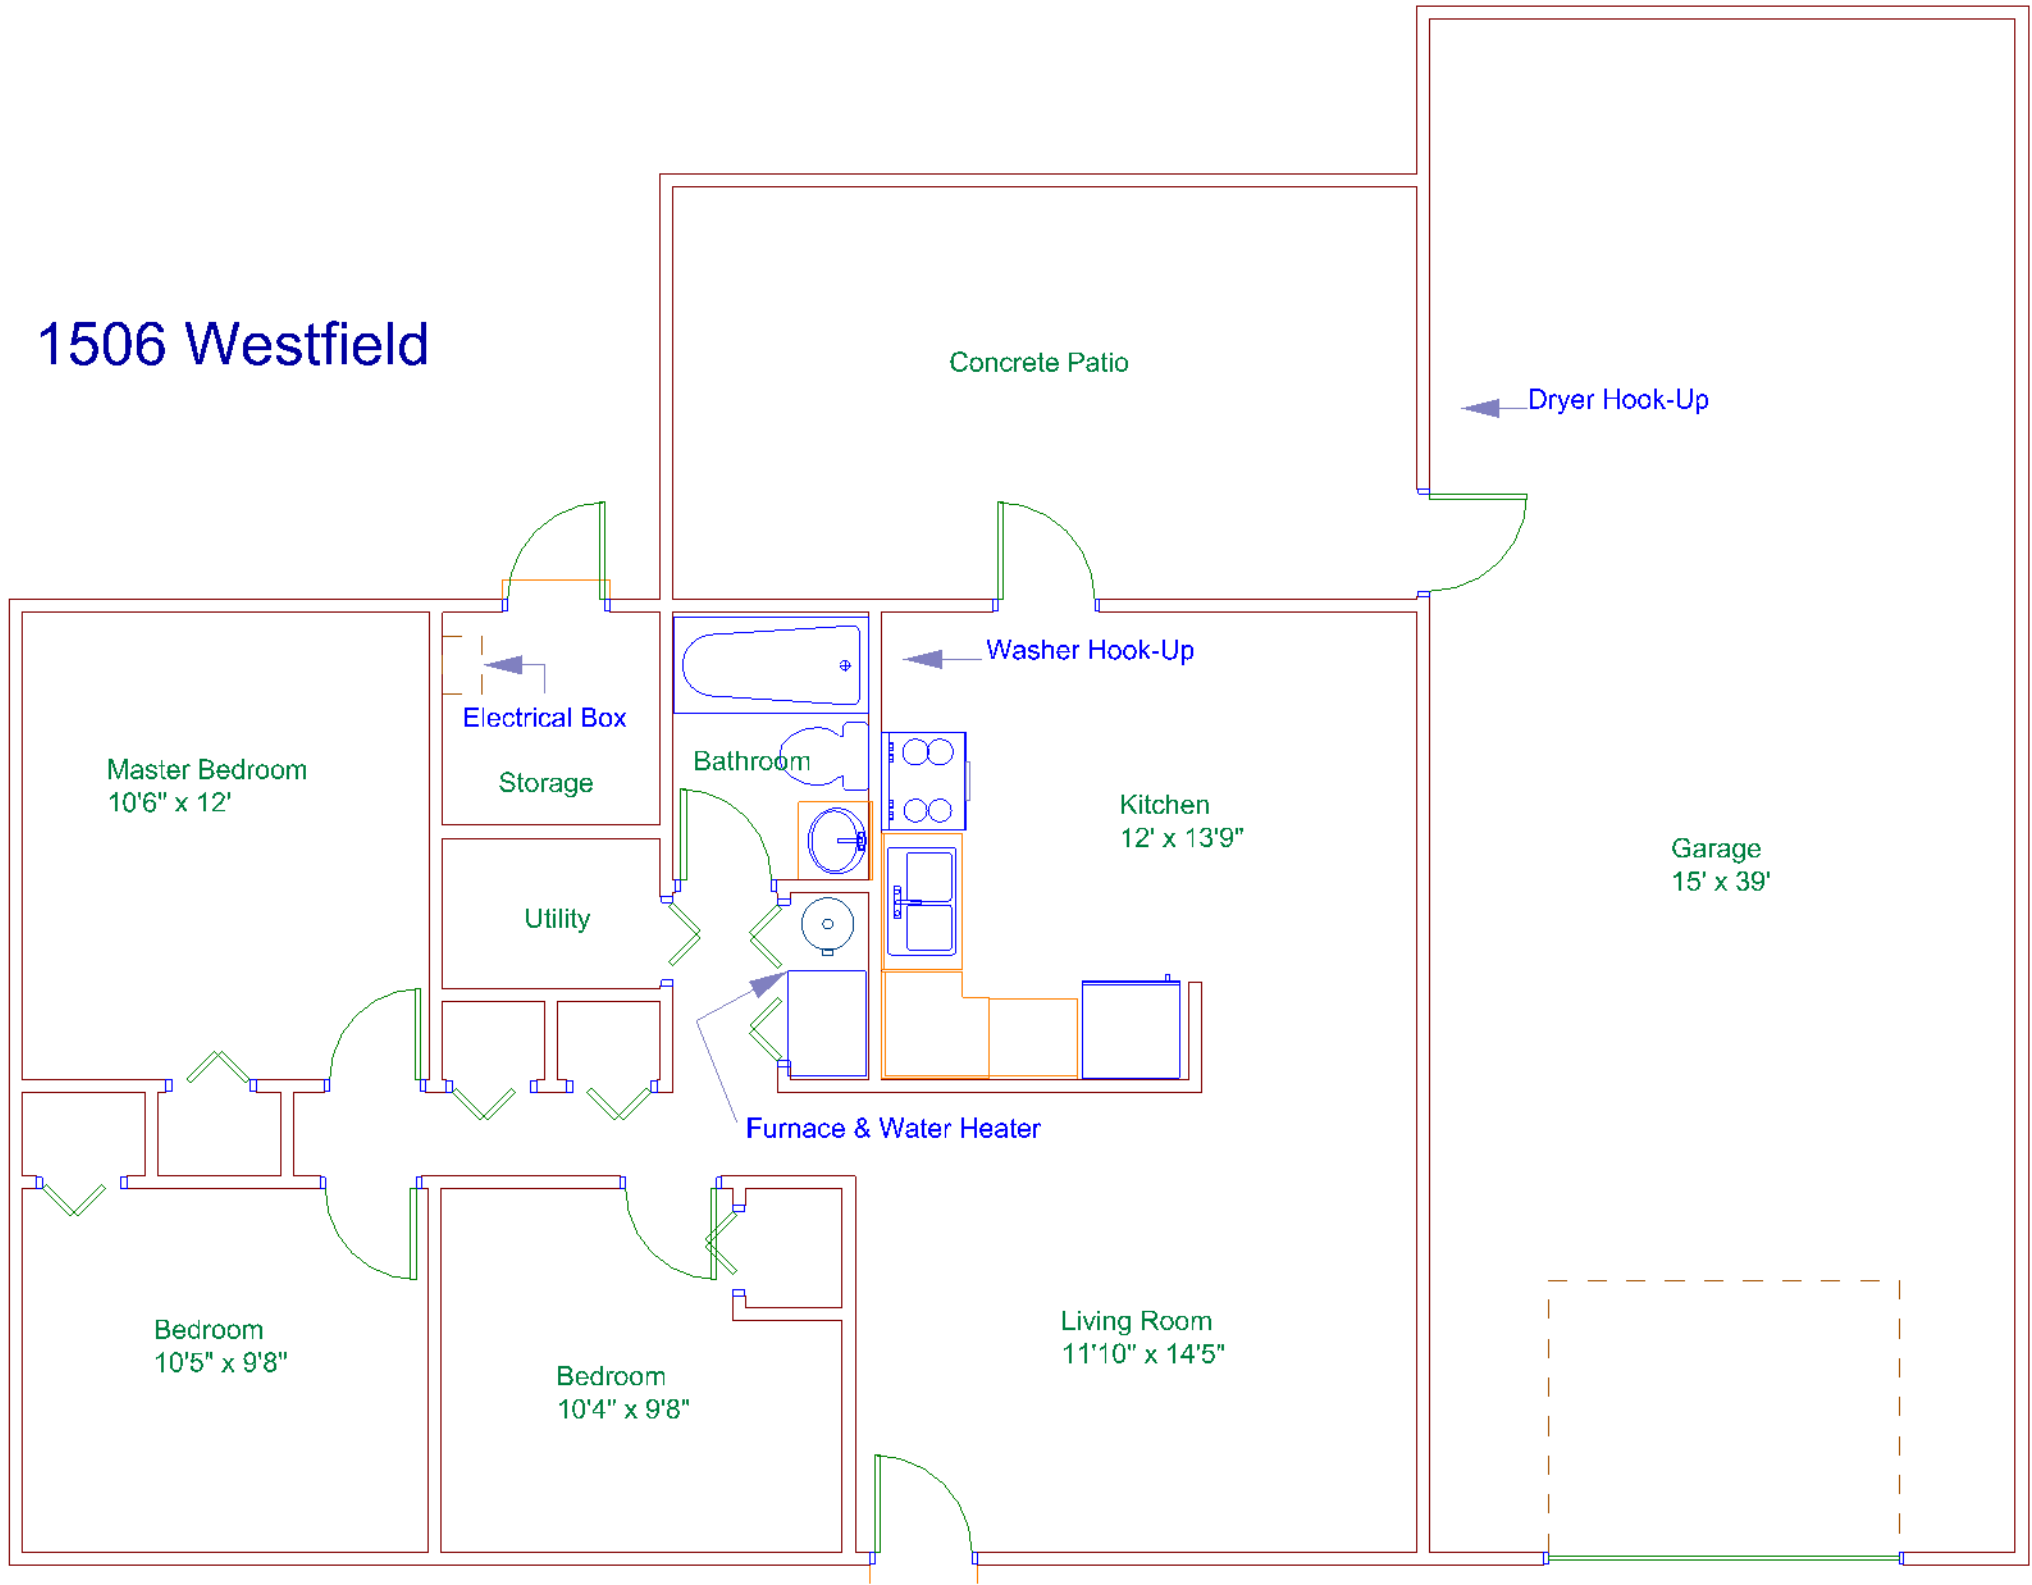 1506 Westfield
Concrete Patio
Dryer Hook-Up
Washer Hook-Up
Electrical Box
Storage
Bathroom
Master Bedroom
10'6" x 12'
Kitchen
12' x 13'9"
Garage
15' x 39'
Utility
Furnace & Water Heater
Bedroom
10'5" x 9'8"
Bedroom
10'4" x 9'8"
Living Room
11'10" x 14'5"